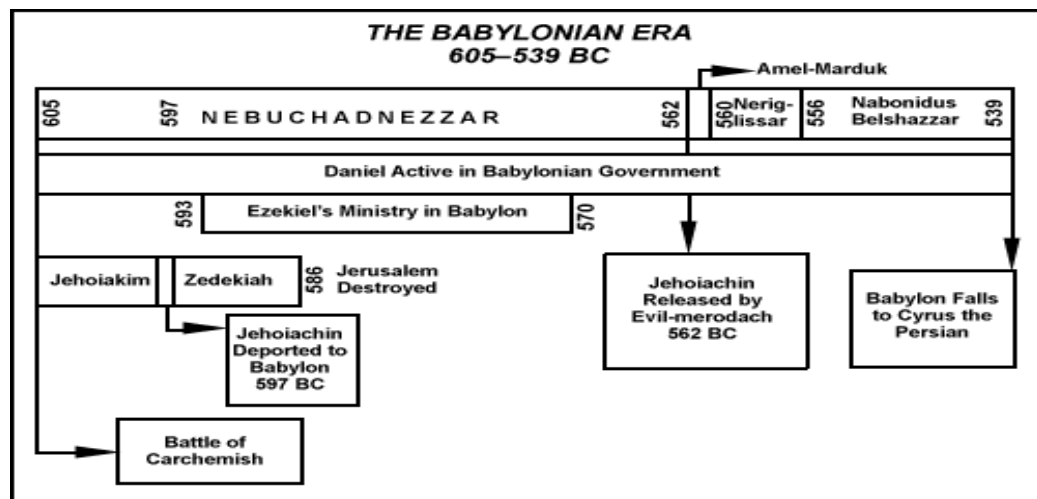 THE BABYLONIAN ERA
605–539 BC
Amel-Marduk
605
597
NEBUCHADNEZZAR
562
560
Nerig-
lissar
556
Nabonidus
Belshazzar
539
Daniel Active in Babylonian Government
593
Ezekiel's Ministry in Babylon
570
Jehoiakim
Zedekiah
586
Jerusalem
Destroyed
Jehoiachin
Deported to
Babylon
597 BC
Jehoiachin
Released by
Evil-merodach
562 BC
Babylon Falls
to Cyrus the
Persian
Battle of
Carchemish